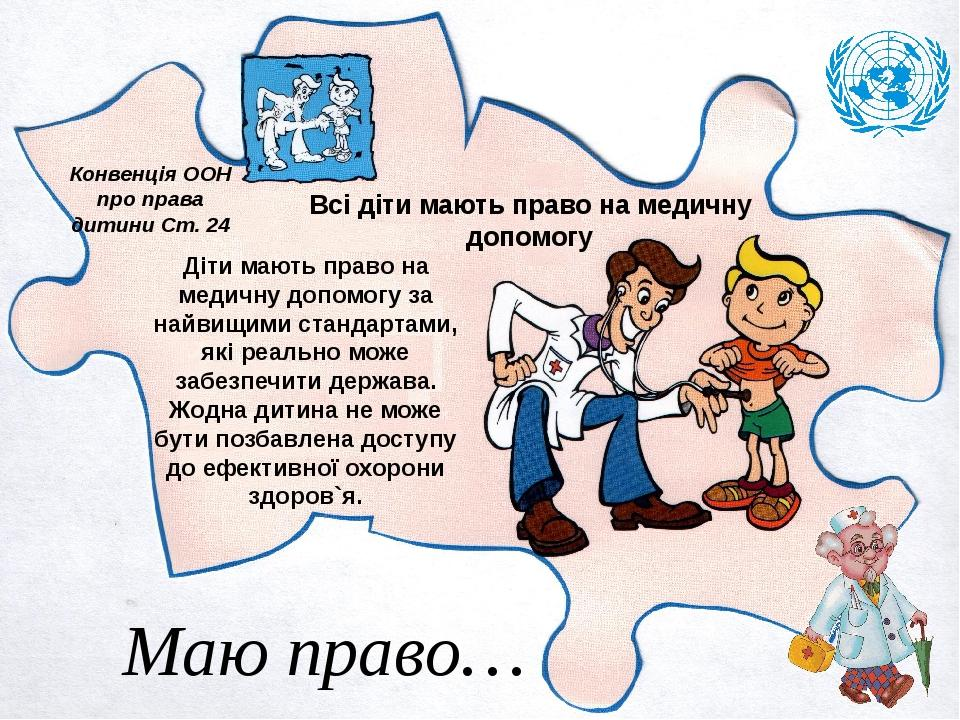 Конвенція ООН
про права
дитини Ст. 24
Всі діти мають право на медичну
допомогу
Діти мають право на
медичну допомогу за
найвищими стандартами,
які реально може
забезпечити держава.
Жодна дитина не може
бути позбавлена доступу
до ефективної охорони
здоров`я.
Маю право…